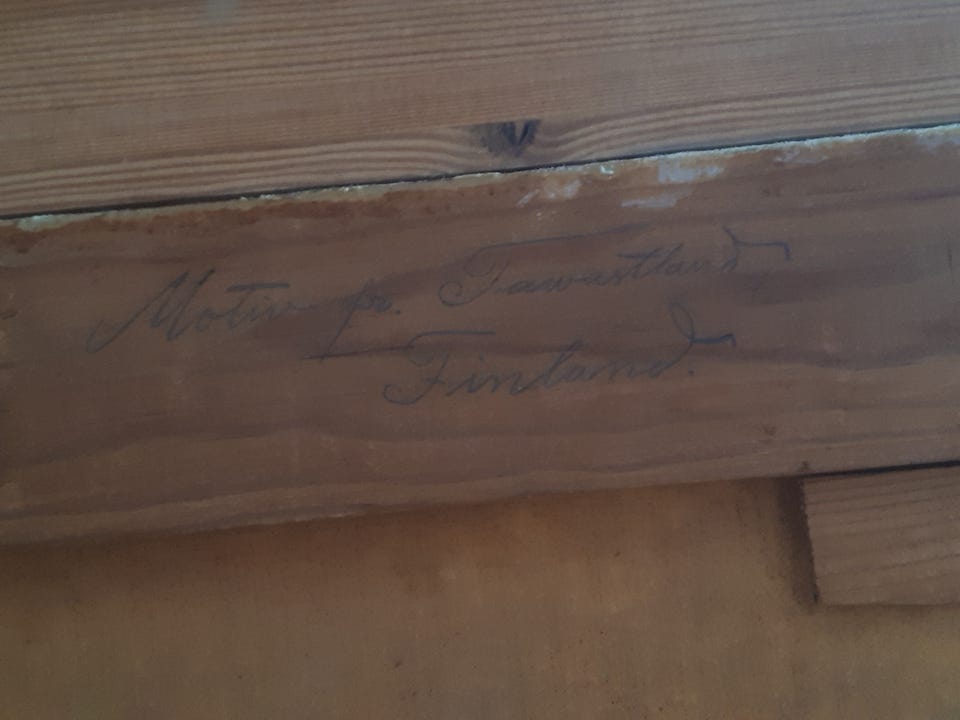 Motiv fr. Tawastland
Finland.